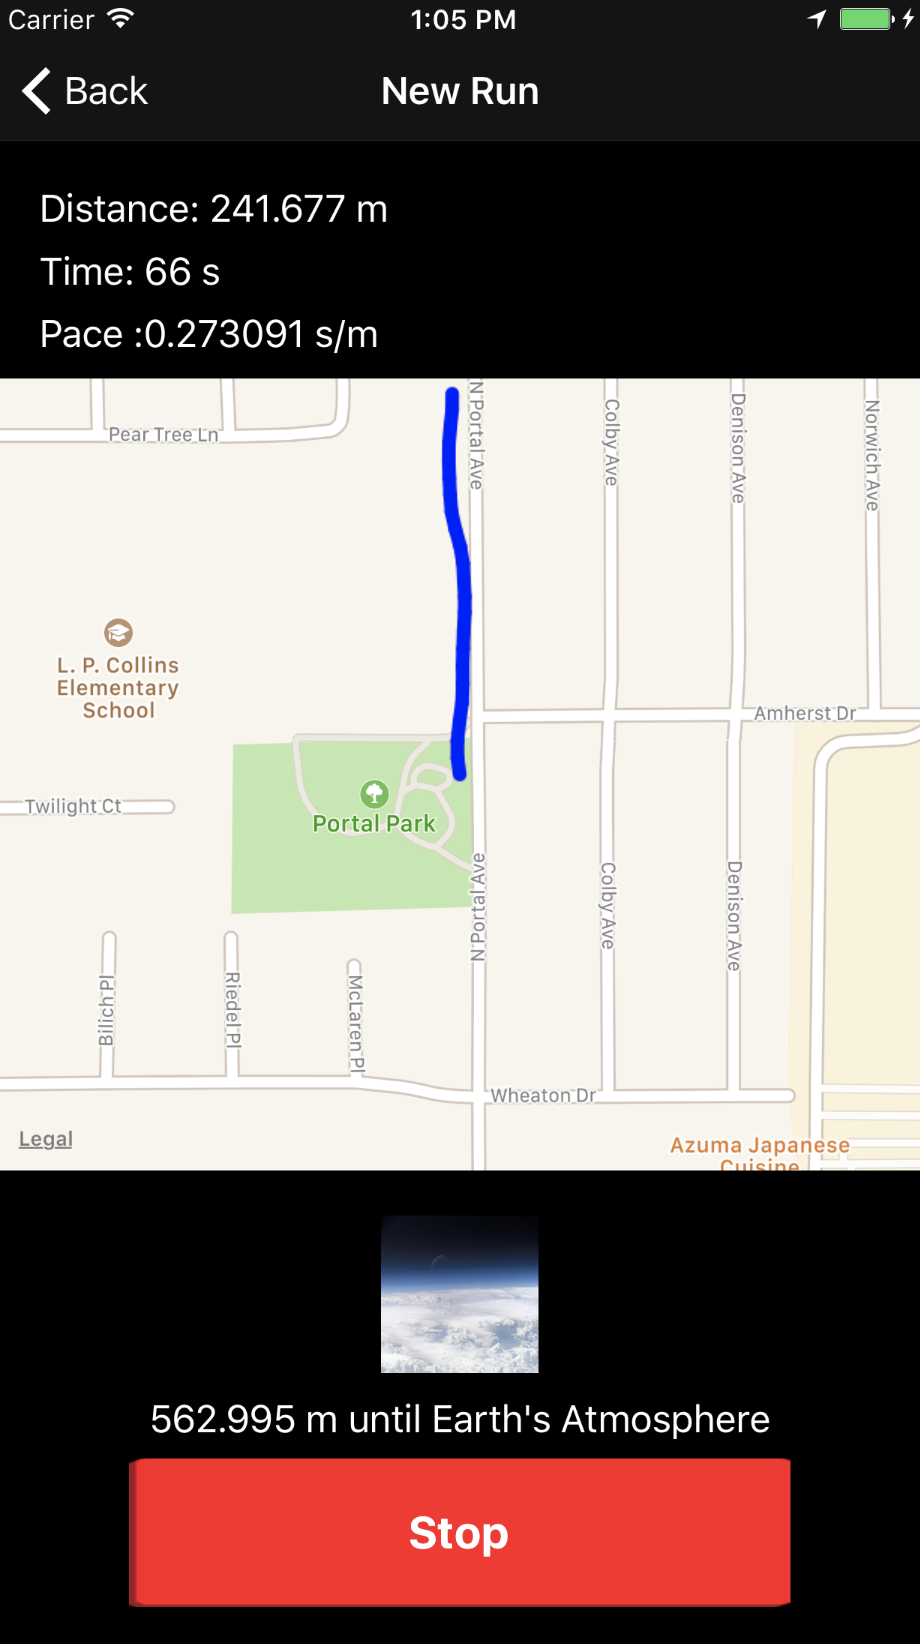 Carrier
1:05 PM
Back
New Run
Distance: 241.677 m
Time: 66 s
Pace :0.273091 s/m
N Portal Ave
Colby Ave
Denison Ave
Norwich Ave
Pear Tree Ln
L. P. Collins
Elementary
School
Amherst Dr
Twilight Ct
Portal Park
N Portal Ave
Colby Ave
Denison Ave
Bilich Pl
Riedel Pl
McLaren Pl
Wheaton Dr
Legal
Azuma Japanese
Cuisine
562.995 m until Earth's Atmosphere
Stop